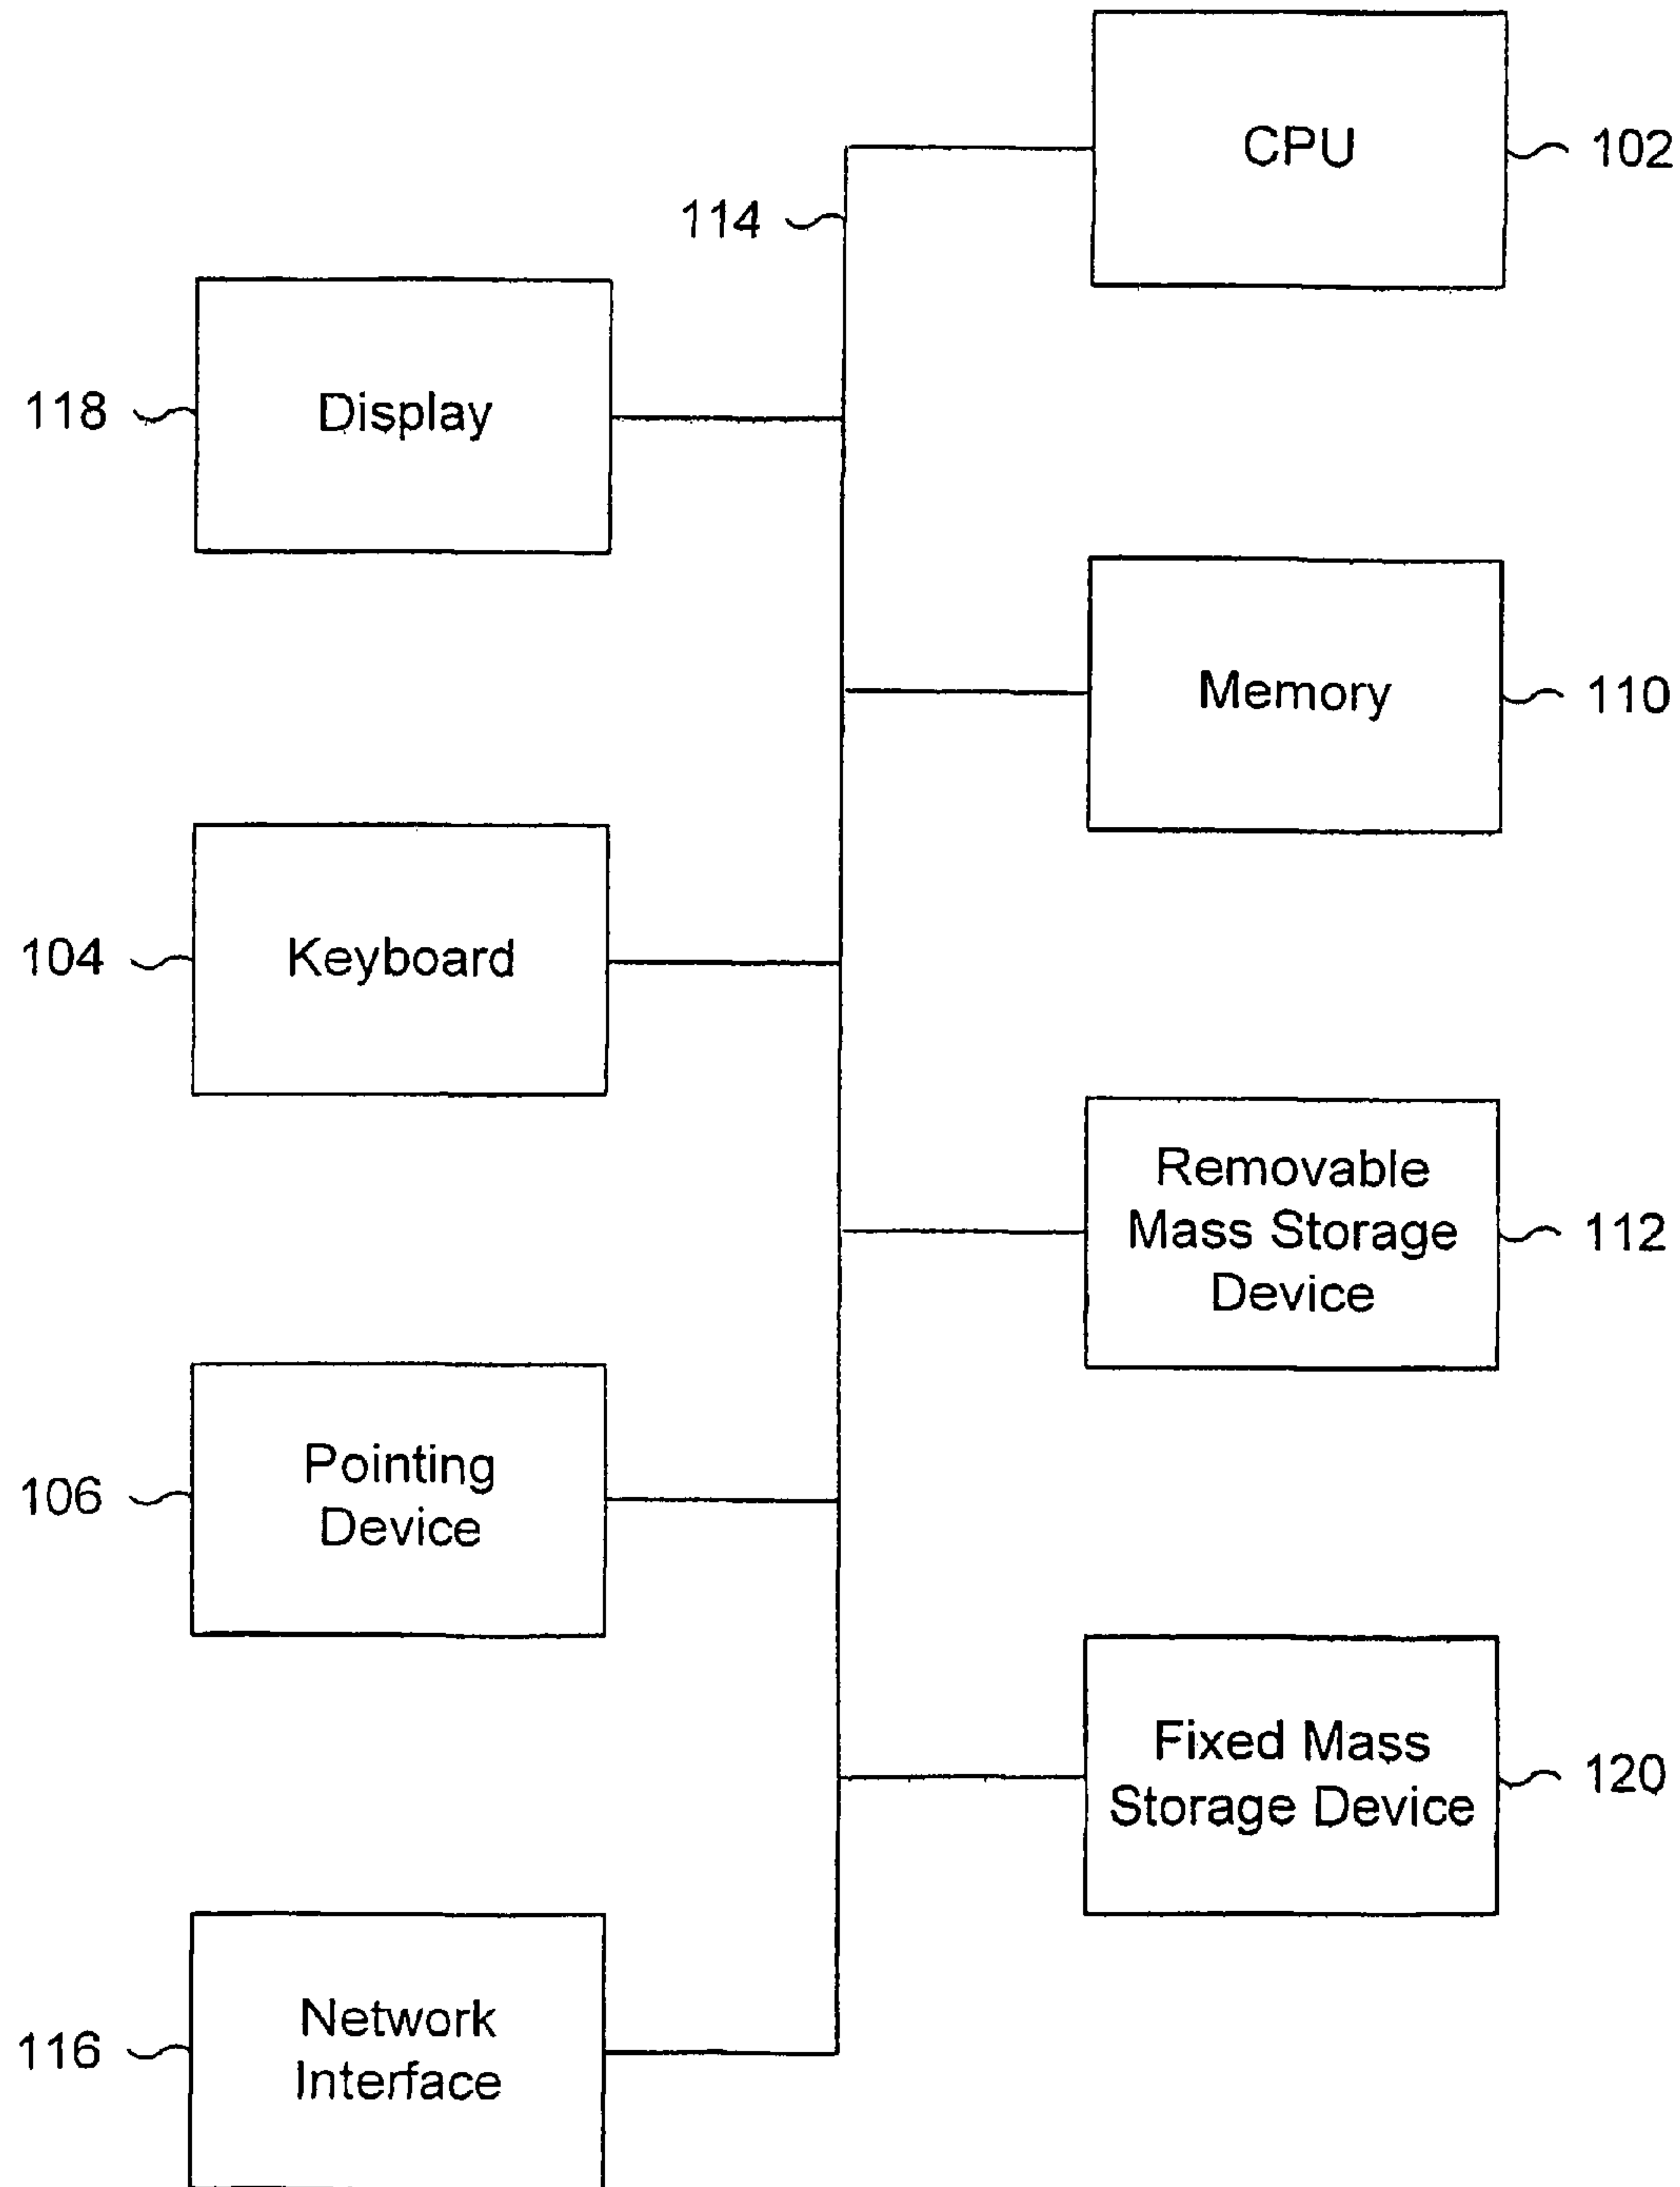 CPU
102
114
118
Display
Memory
110
104
Keyboard
Removable
Mass Storage
Device
112
106
Pointing
Device
Fixed Mass
Storage Device
120
116
Network
Interface